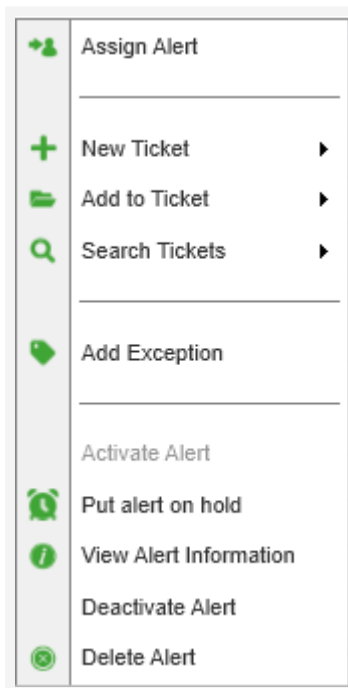 Assign Alert
New Ticket
Add to Ticket
Search Tickets
Add Exception
Activate Alert
Put alert on hold
View Alert Information
Deactivate Alert
Delete Alert